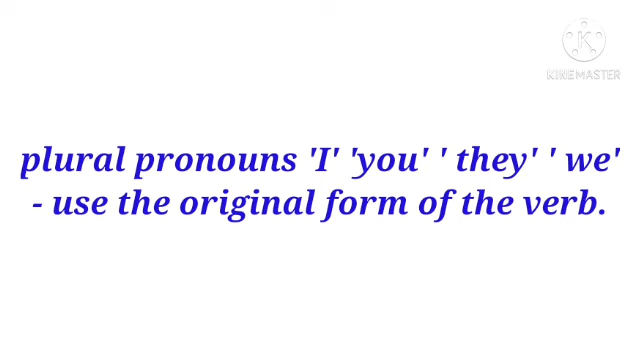 K
KINEMASTER
plural pronouns 'I' 'you' ' they' ' we'
- use the original form of the verb.